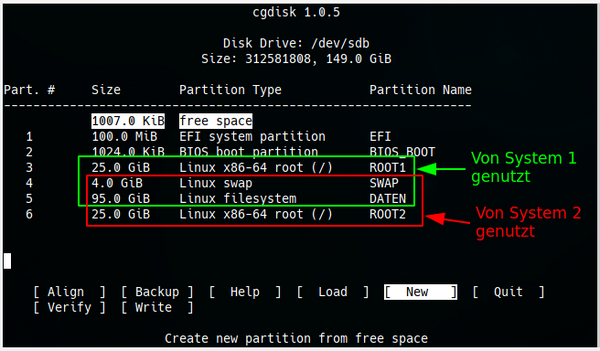 cgdisk 1.0.5
Disk Drive: /dev/sdb
Size: 312581808, 149.0 GiB
Part. # Size Partition Type Partition Name
----------------------------------------------------------------
1007.0 KiB free space
1 100.0 MiB EFI system partition EFI
2 1024.0 KiB BIOS boot partition BIOS_BOOT
3 25.0 GiB Linux x86-64 root (/) ROOT1
4 4.0 GiB Linux swap SWAP
5 95.0 GiB Linux filesystem DATEN
6 25.0 GiB Linux x86-64 root (/) ROOT2
Von System 1
genutzt
Von System 2
genutzt
[ Align ] [ Backup ] [ Help ] [ Load ] [ New ] [ Quit ]
[ Verify ] [ Write ]
Create new partition from free space